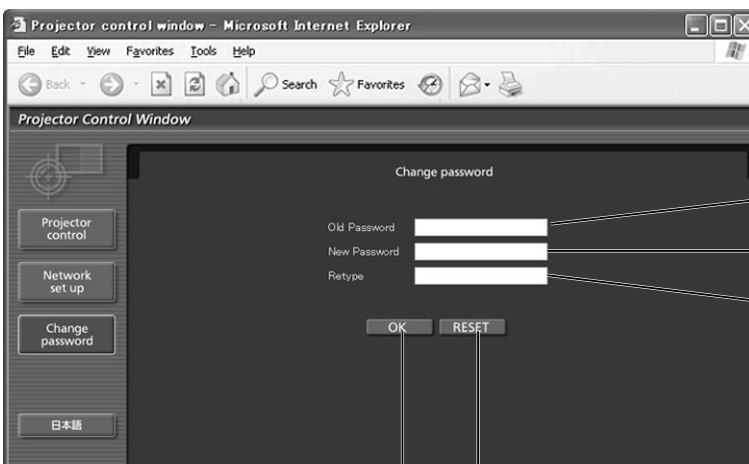 Projector control window - Microsoft Internet Explorer
File Edit View Favorites Tools Help
Back Search Favorites
Projector Control Window
Change password
Projector
control
Old Password
New Password
Retype
Network
set up
OK RESET
Change
password
日本語